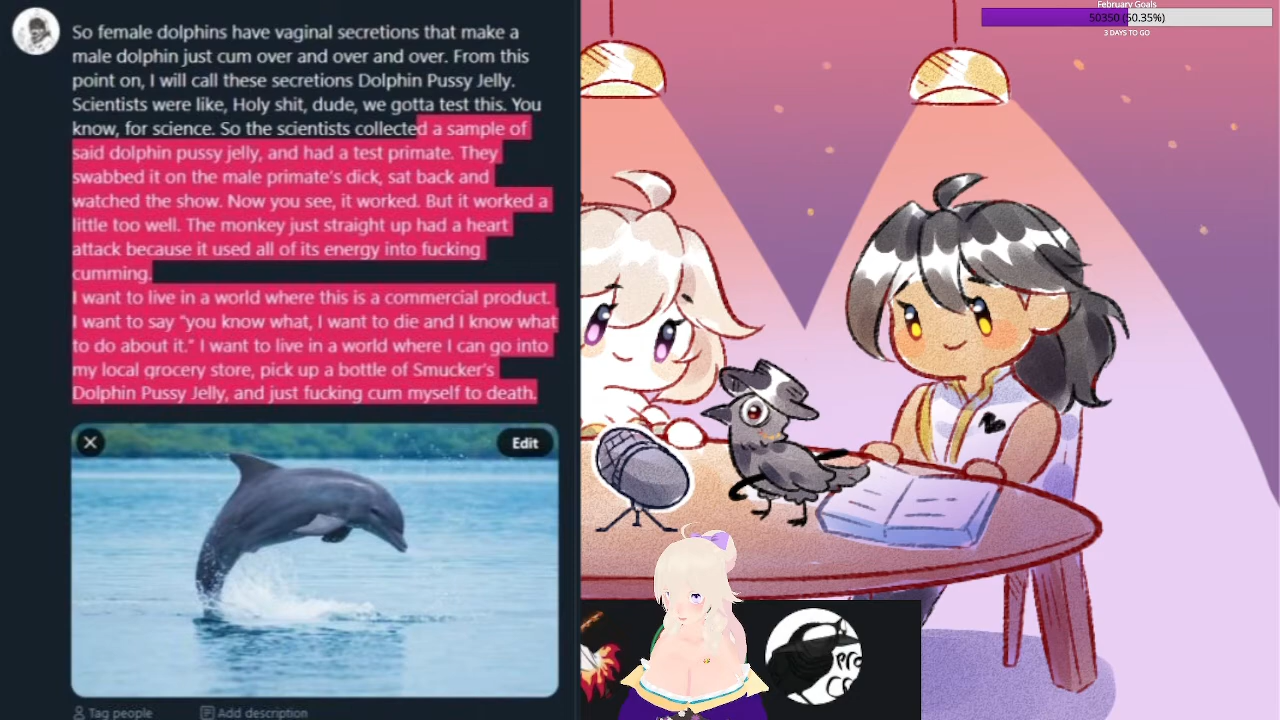 So female dolphins have vaginal secretions that make a
male dolphin just cum over and over and over. From this
point on, I will call these secretions Dolphin Pussy Jelly.
Scientists were like, Holy shit, dude, we gotta test this. You
know, for science. So the scientists collected a sample of
said dolphin pussy jelly, and had a test primate. They
swabbed it on the male primate's dick, sat back and
watched the show. Now you see, it worked. But it worked a
little too well. The monkey just straight up had a heart
attack because it used all of its energy into fucking
cumming.
I want to live in a world where this is a commercial product.
I want to say "you know what, I want to die and I know what
to do about it." I want to live in a world where I can go into
my local grocery store, pick up a bottle of Smucker's
Dolphin Pussy Jelly, and just fucking cum myself to death.
Edit
Tag people
Add description
February Goals
50350 (50.35%)
3 DAYS TO GO